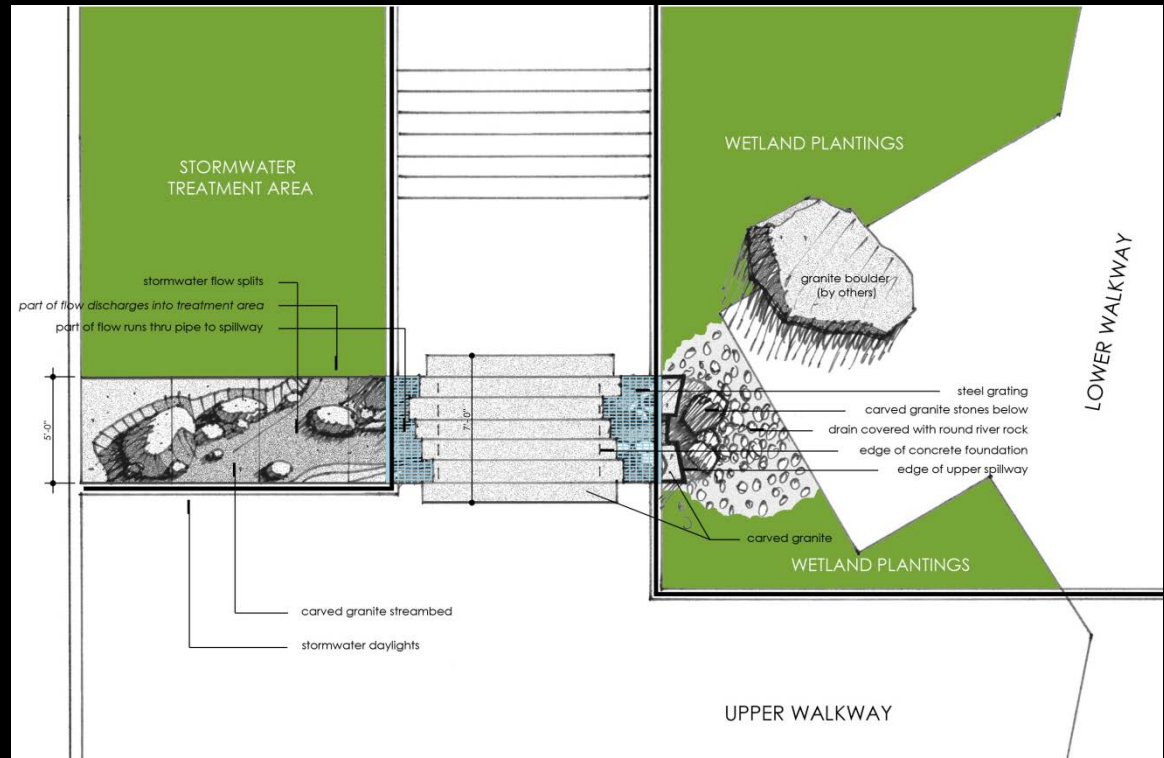 STORMWATER
TREATMENT AREA
WETLAND PLANTINGS
granite boulder
(by others)
LOWER WALKWAY
stormwater flow splits
part of flow discharges into treatment area
part of flow runs thru pipe to spillway
5'-0"
7'-0"
steel grating
carved granite stones below
drain covered with round river rock
edge of concrete foundation
edge of upper spillway
carved granite
WETLAND PLANTINGS
carved granite streambed
stormwater daylights
UPPER WALKWAY